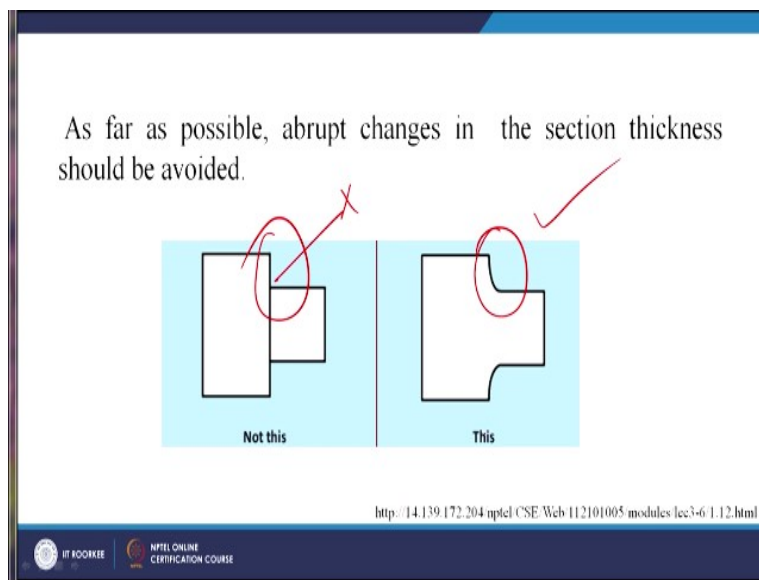 As far as possible, abrupt changes in the section thickness
should be avoided.
Not this
This
http://14.139.172.204/nptel/CSE/Web/112101005/modules/lec3-6/1.12.html
IIT ROORKEE
NPTEL ONLINE
CERTIFICATION COURSE